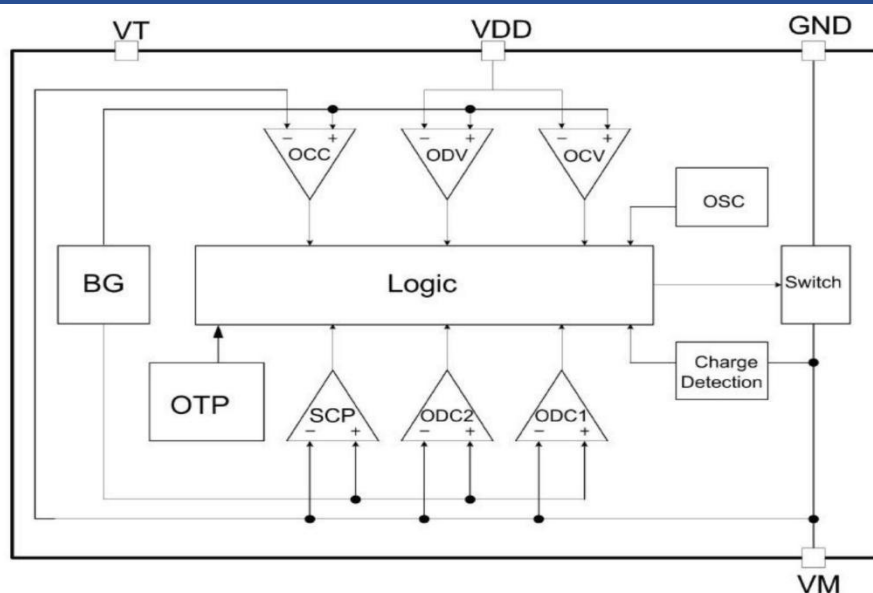 VT VDD GND
− + − + − +
OCC ODV OCV
OSC
BG Logic Switch
Charge
Detection
OTP SCP ODC2 ODC1
− + − + − +
VM